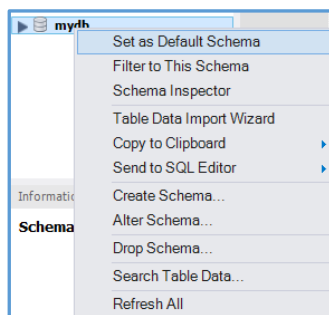 mydb
Set as Default Schema
Filter to This Schema
Schema Inspector
Table Data Import Wizard
Copy to Clipboard
Send to SQL Editor
Informatio
Create Schema...
Schema
Alter Schema...
Drop Schema...
Search Table Data...
Refresh All